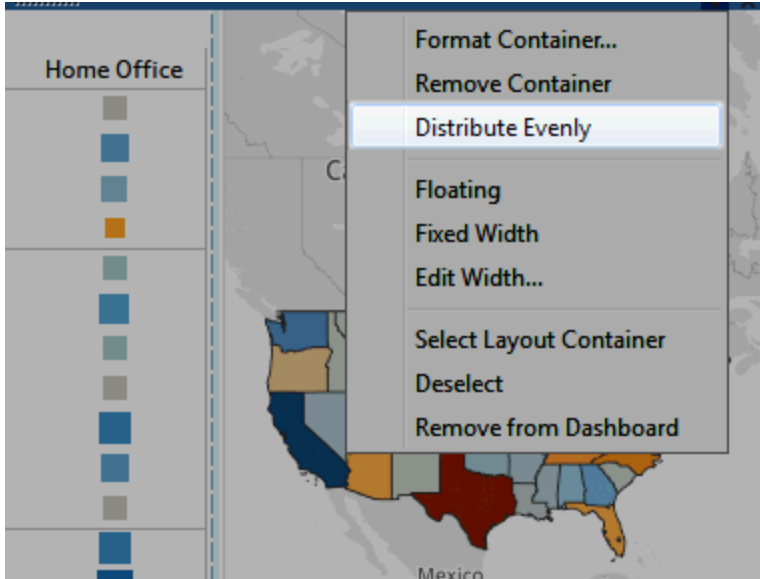 Home Office
Format Container...
Remove Container
Distribute Evenly
Floating
Fixed Width
Edit Width...
Select Layout Container
Deselect
Remove from Dashboard
Ca
Mexico